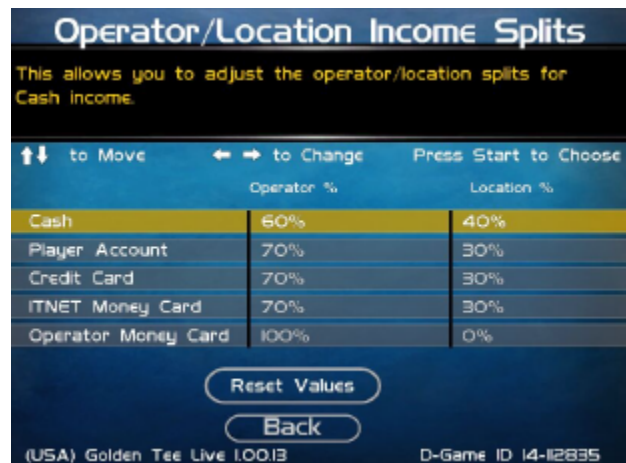 Operator/Location Income Splits
This allows you to adjust the operator/location splits for
Cash income.
to Move to Change Press Start to Choose
Operator % Location %
Cash 60% 40%
Player Account 70% 30%
Credit Card 70% 30%
ITNET Money Card 70% 30%
Operator Money Card 100% 0%
Reset Values
Back
(USA) Golden Tee Live 1.00.13 D-Game ID 14-112835